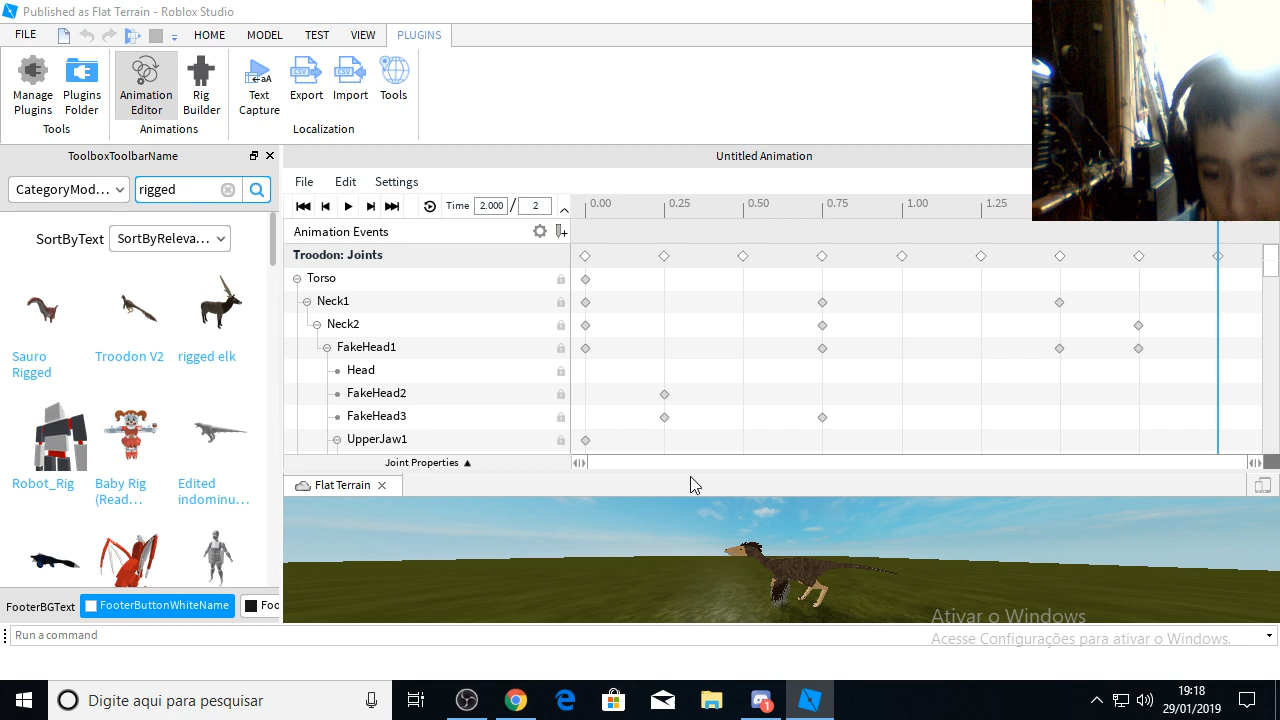 Published as Flat Terrain - Roblox Studio
FILE HOME MODEL TEST VIEW PLUGINS
Manage Plugins
Plugins Folder
Animation Editor
Rig Builder
Text Capture
Export
Import
Tools
Tools Animations Localization
ToolboxToolbarName
Untitled Animation
CategoryMod... rigged
File Edit Settings
Time 2.000 / 2
0.00 0.25 0.50 0.75 1.00 1.25
SortByText SortByReleva...
Animation Events
Troodon: Joints
Torso
Neck1
Neck2
FakeHead1
Head
FakeHead2
FakeHead3
UpperJaw1
Sauro Rigged
Troodon V2
rigged elk
Robot_Rig
Baby Rig (Read...
Edited indominu...
Joint Properties ▲
Flat Terrain
FooterBGText FooterButtonWhiteName Foo
Run a command
Ativar o Windows
Acesse Configurações para ativar o Windows.
Digite aqui para pesquisar
1
19:18
29/01/2019